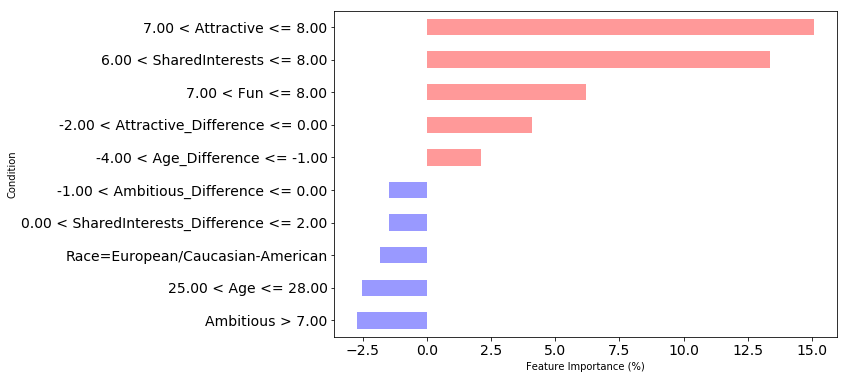 7.00 < Attractive <= 8.00
6.00 < SharedInterests <= 8.00
7.00 < Fun <= 8.00
-2.00 < Attractive_Difference <= 0.00
-4.00 < Age_Difference <= -1.00
-1.00 < Ambitious_Difference <= 0.00
0.00 < SharedInterests_Difference <= 2.00
Race=European/Caucasian-American
25.00 < Age <= 28.00
Ambitious > 7.00
Condition
−2.5 0.0 2.5 5.0 7.5 10.0 12.5 15.0
Feature Importance (%)